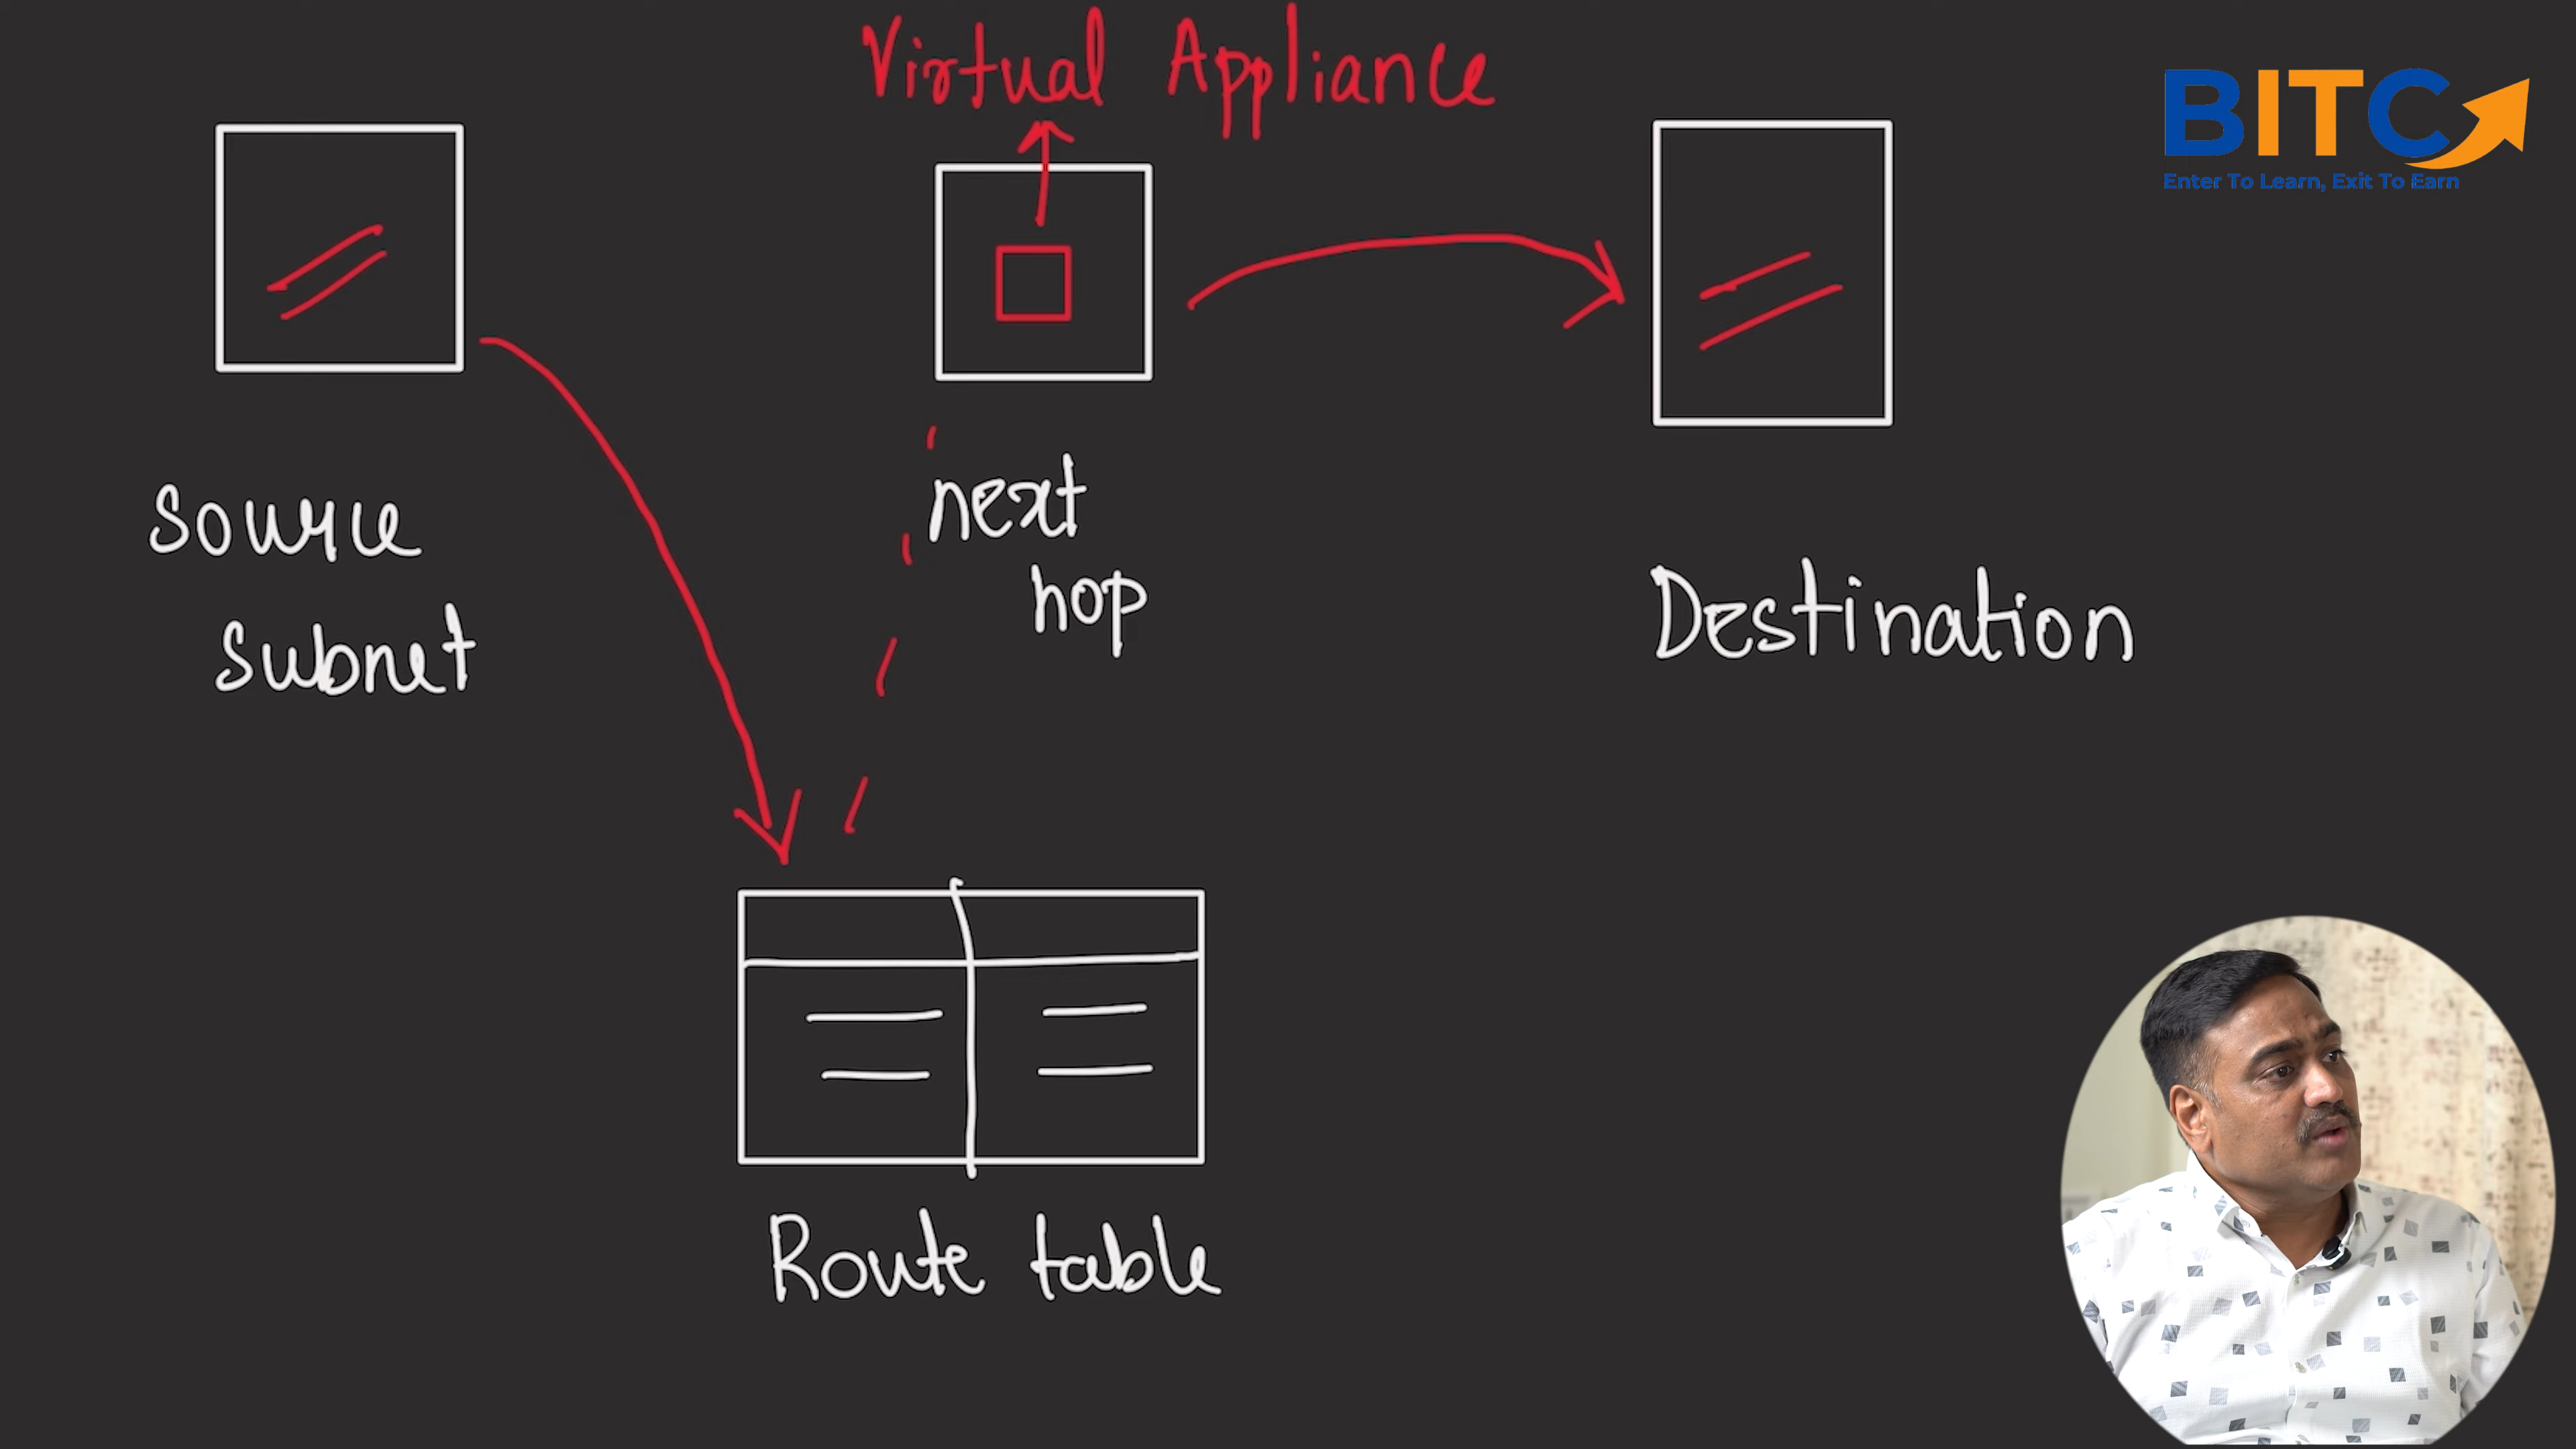 Virtual Appliance
BITC
Enter To Learn, Exit To Earn
Source
Subnet
next
hop
Destination
Route table